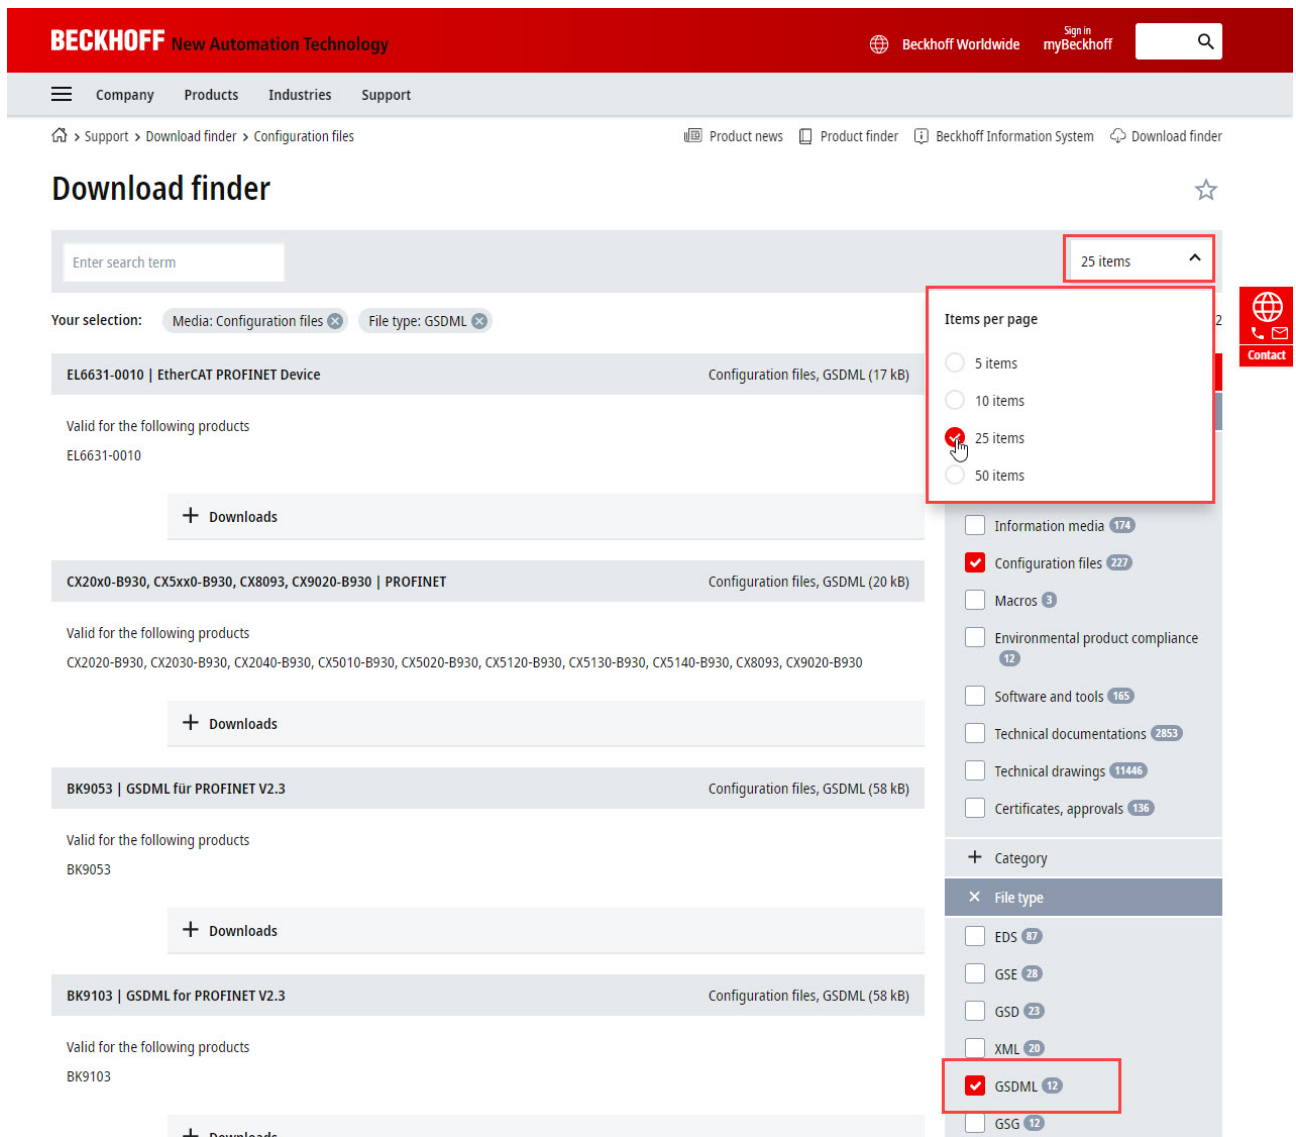 BECKHOFF New Automation Technology
Beckhoff Worldwide
Sign in
myBeckhoff
Company Products Industries Support
> Support > Download finder > Configuration files
Product news Product finder Beckhoff Information System Download finder
Download finder
Enter search term
25 items
Your selection: Media: Configuration files File type: GSDML
2
Items per page
5 items
10 items
25 items
50 items
Contact
EL6631-0010 | EtherCAT PROFINET Device Configuration files, GSDML (17 kB)
Valid for the following products
EL6631-0010
+ Downloads
CX20x0-B930, CX5xx0-B930, CX8093, CX9020-B930 | PROFINET Configuration files, GSDML (20 kB)
Valid for the following products
CX2020-B930, CX2030-B930, CX2040-B930, CX5010-B930, CX5020-B930, CX5120-B930, CX5130-B930, CX5140-B930, CX8093, CX9020-B930
+ Downloads
BK9053 | GSDML für PROFINET V2.3 Configuration files, GSDML (58 kB)
Valid for the following products
BK9053
+ Downloads
BK9103 | GSDML for PROFINET V2.3 Configuration files, GSDML (58 kB)
Valid for the following products
BK9103
+ Downloads
Information media 174
Configuration files 227
Macros 3
Environmental product compliance
12
Software and tools 165
Technical documentations 2853
Technical drawings 11446
Certificates, approvals 136
+ Category
× File type
EDS 87
GSE 28
GSD 23
XML 20
GSDML 12
GSG 12